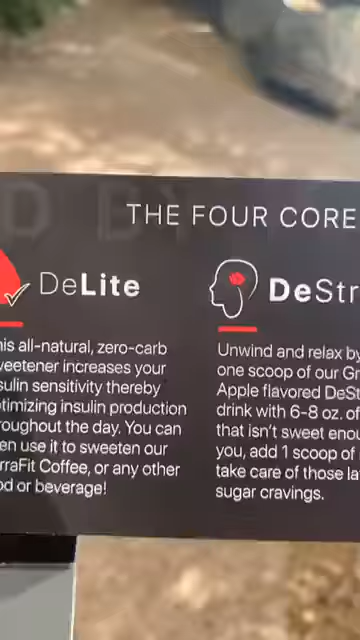 THE FOUR CORE
DeLite
his all-natural, zero-carb
weetener increases your
sulin sensitivity thereby
timizing insulin production
roughout the day. You can
en use it to sweeten our
rraFit Coffee, or any other
od or beverage!
DeStr
Unwind and relax by
one scoop of our Gr
Apple flavored DeSt
drink with 6-8 oz. of
that isn't sweet enou
you, add 1 scoop of
take care of those la
sugar cravings.